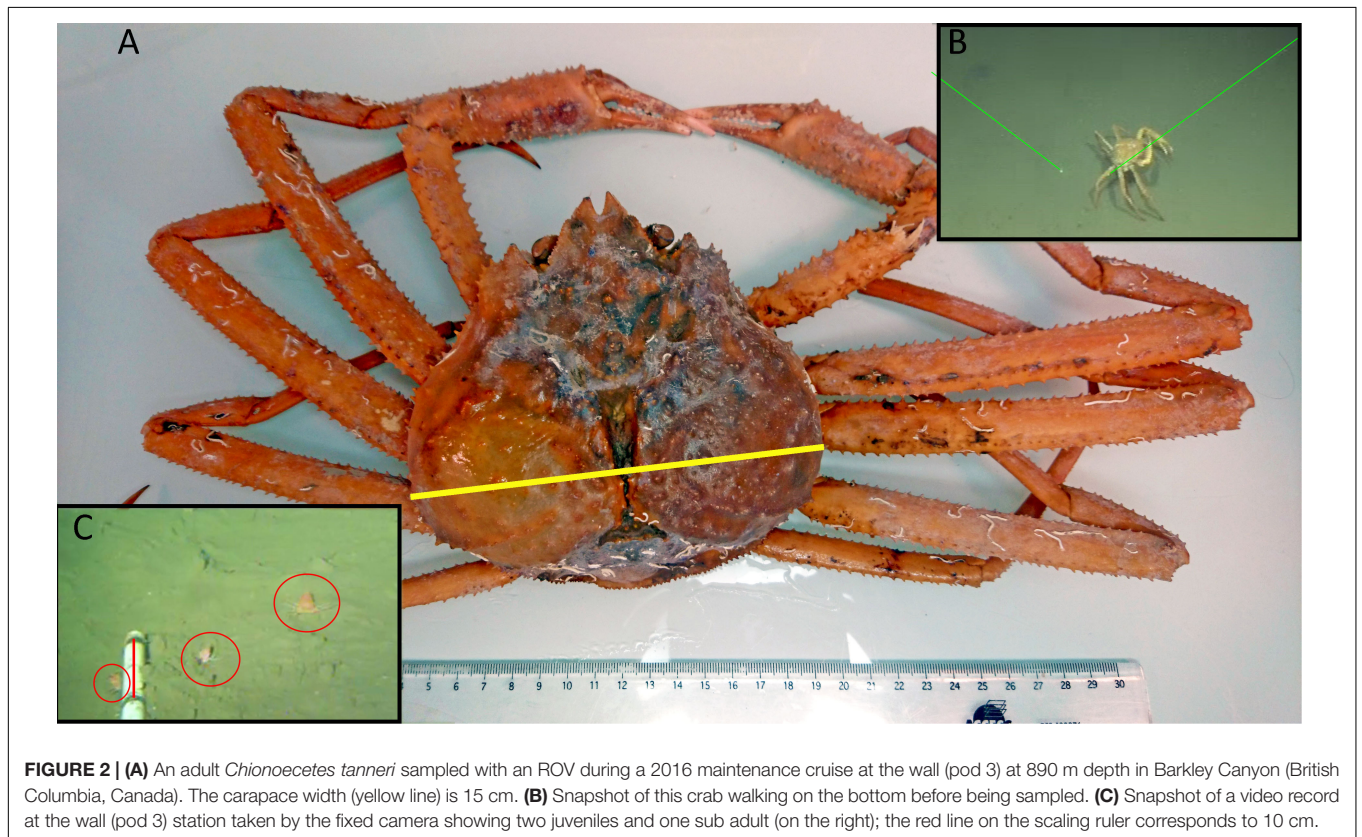 A
B
C
5 6 7 8 9 10 11 12 13 14 15 16 17 18 19 20 21 22 23 24 25 26 27 28 29 30
FIGURE 2 | (A) An adult Chionoecetes tanneri sampled with an ROV during a 2016 maintenance cruise at the wall (pod 3) at 890 m depth in Barkley Canyon (British
Columbia, Canada). The carapace width (yellow line) is 15 cm. (B) Snapshot of this crab walking on the bottom before being sampled. (C) Snapshot of a video record
at the wall (pod 3) station taken by the fixed camera showing two juveniles and one sub adult (on the right); the red line on the scaling ruler corresponds to 10 cm.